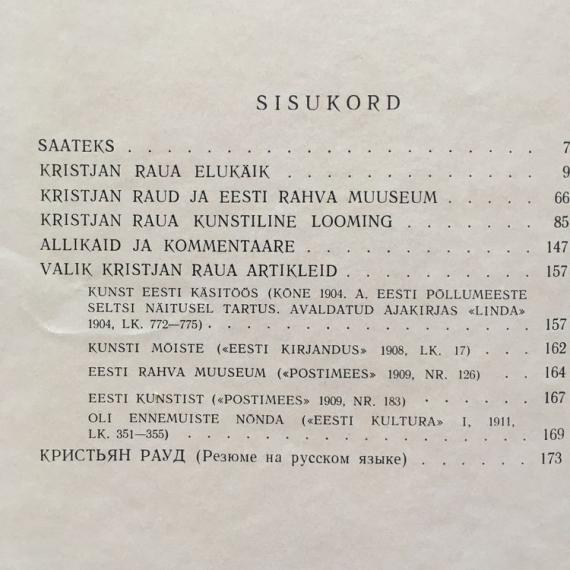 SISUKORD
SAATEKS . . . . . . . . . . . . . . . . . . . 7
KRISTJAN RAUA ELUKÄIK . . . . . . . . . . . 9
KRISTJAN RAUD JA EESTI RAHVA MUUSEUM . . . . . 66
KRISTJAN RAUA KUNSTILINE LOOMING . . . . . . . 85
ALLIKAID JA KOMMENTAARE . . . . . . . . . . 147
VALIK KRISTJAN RAUA ARTIKLEID . . . . . . . . 157
KUNST EESTI KÄSITÖÖS (KÕNE 1904. A. EESTI PÕLLUMEESTE
SELTSI NÄITUSEL TARTUS. AVALDATUD AJAKIRJAS «LINDA»
1904, LK. 772—775) . . . . . . . . . . . . . . 157
KUNSTI MÕISTE («EESTI KIRJANDUS» 1908, LK. 17) . . . 162
EESTI RAHVA MUUSEUM («POSTIMEES» 1909, NR. 126) . . . 164
EESTI KUNSTIST («POSTIMEES» 1909, NR. 183) . . . . . . 167
OLI ENNEMUISTE NÕNDA («EESTI KULTURA» I, 1911,
LK. 351—355) . . . . . . . . . . . . . . . 169
КРИСТЬЯН РАУД (Резюме на русском языке) . . . . . 173